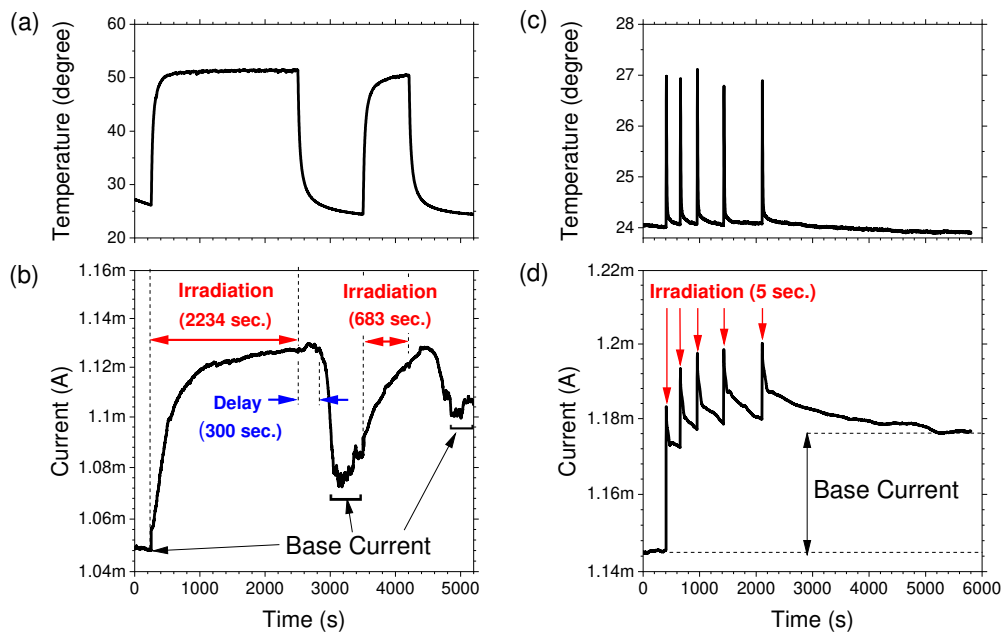 (a)
60
50
40
30
20
Temperature (degree)
(b)
1.16m
1.14m
1.12m
1.1m
1.08m
1.06m
1.04m
Current (A)
Irradiation
(2234 sec.)
Irradiation
(683 sec.)
Delay
(300 sec.)
Base Current
0 1000 2000 3000 4000 5000
Time (s)
(c)
28
27
26
25
24
Temperature (degree)
(d)
1.22m
1.2m
1.18m
1.16m
1.14m
Current (A)
Irradiation (5 sec.)
Base Current
0 1000 2000 3000 4000 5000 6000
Time (s)